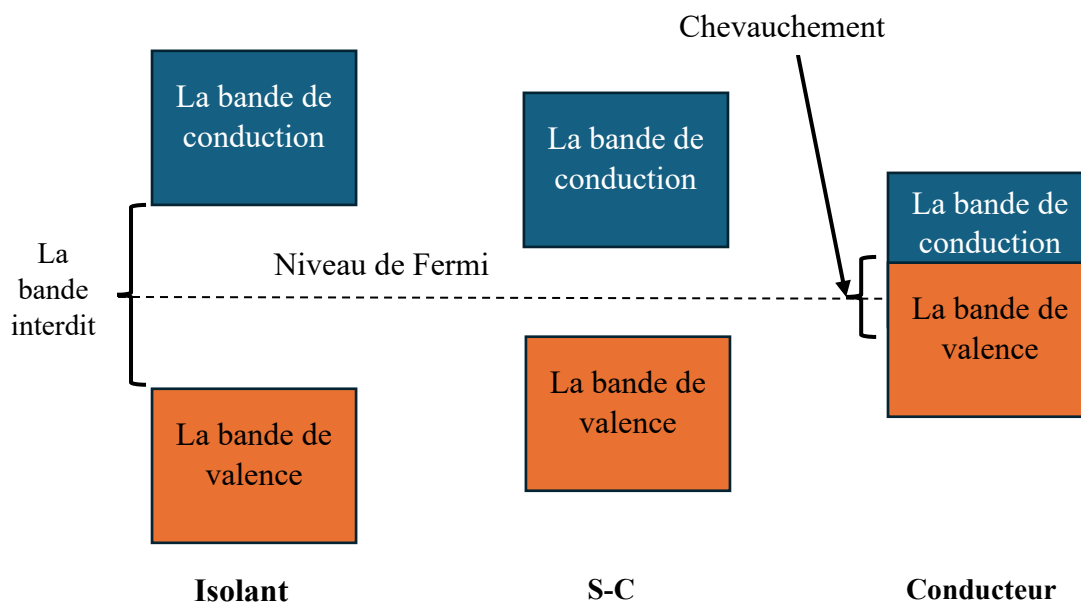 Chevauchement
La bande de
conduction
La bande de
conduction
La bande de
conduction
La
bande
interdit
Niveau de Fermi
La bande de
valence
La bande de
valence
La bande de
valence
Isolant
S-C
Conducteur